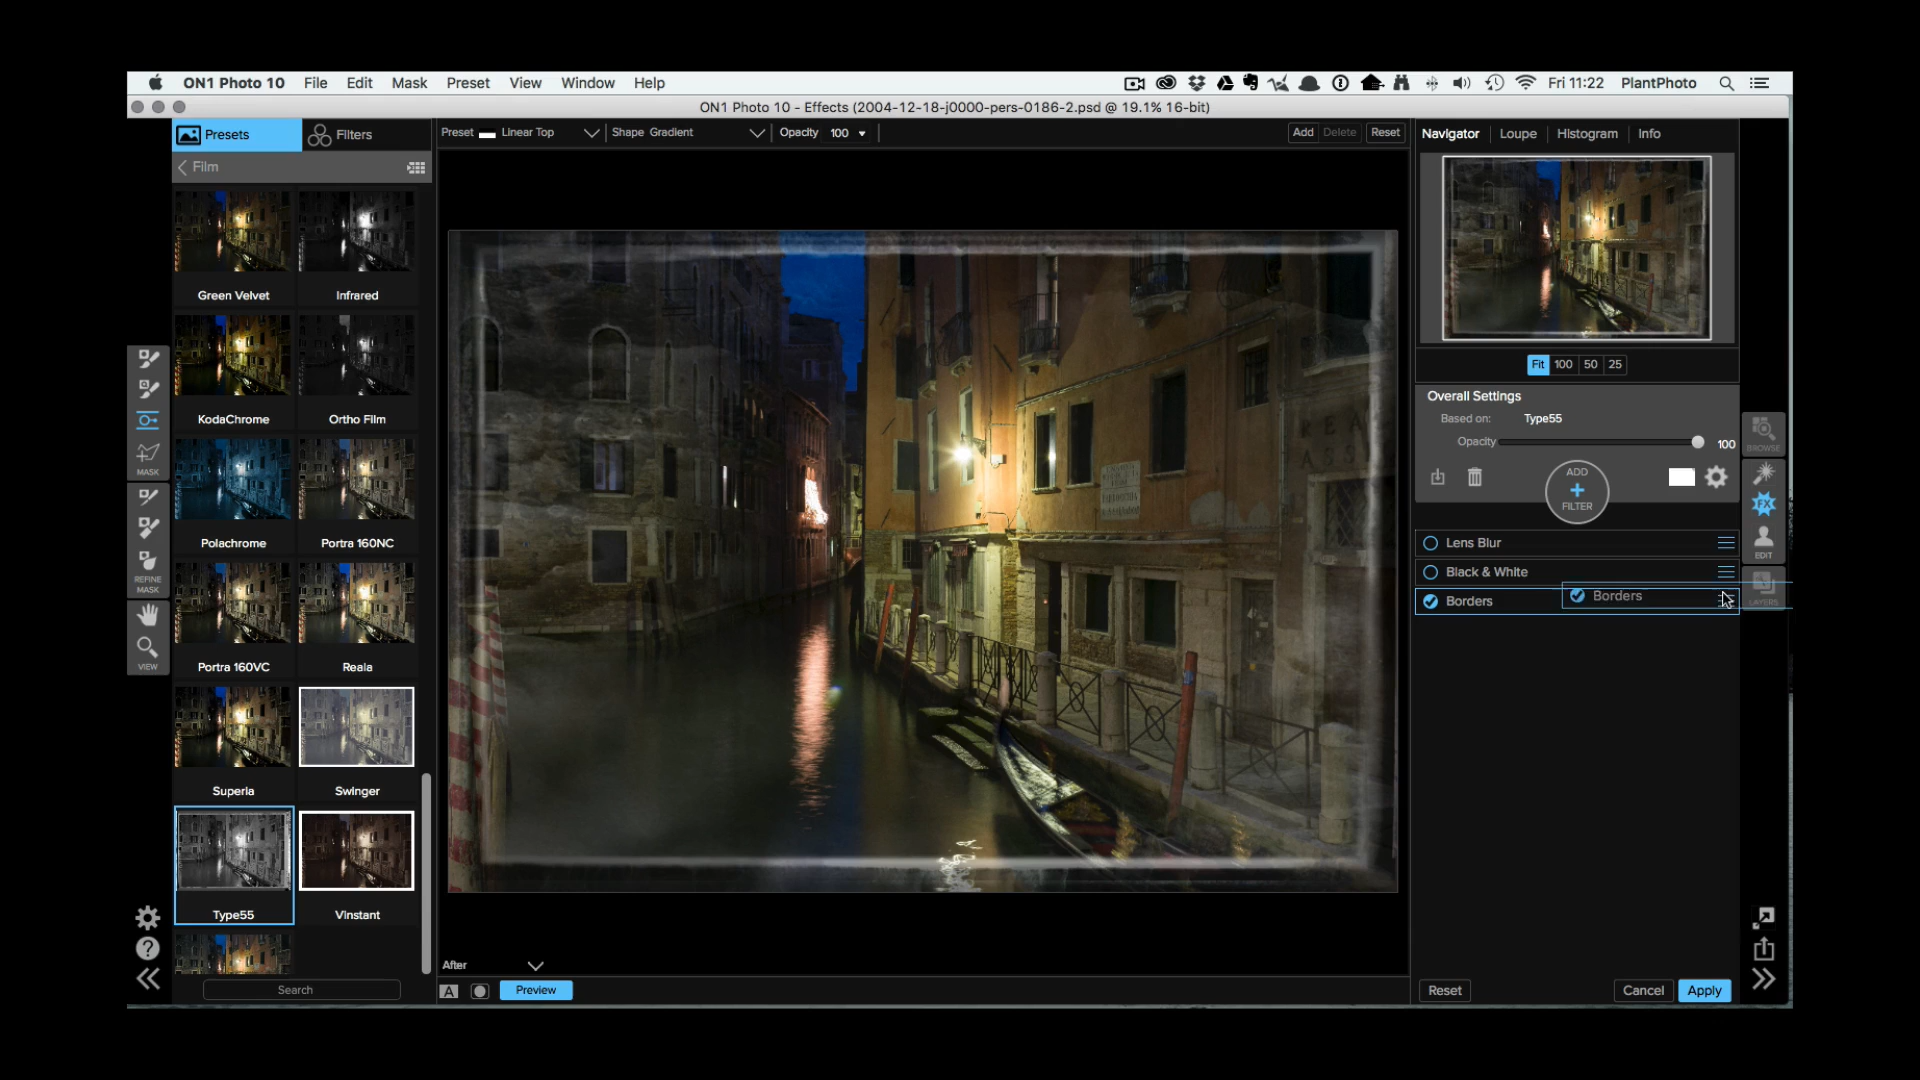 ON1 Photo 10 File Edit Mask Preset View Window Help Fri 11:22 PlantPhoto
ON1 Photo 10 - Effects (2004-12-18-j0000-pers-0186-2.psd @ 19.1% 16-bit)
Presets Filters
Preset Linear Top Shape Gradient Opacity 100 Add Delete Reset
Navigator Loupe Histogram Info
Film
Green Velvet Infrared
KodaChrome Ortho Film
Polachrome Portra 160NC
Portra 160VC Reala
Superia Swinger
Type55 Vinstant
Search
MASK
REFINE
MASK
VIEW
After
A Preview
Fit 100 50 25
Overall Settings
Based on: Type55
Opacity 100
ADD
FILTER
Lens Blur
Black & White
Borders Borders
BROWSE
FX
EDIT
LAYERS
Reset Cancel Apply